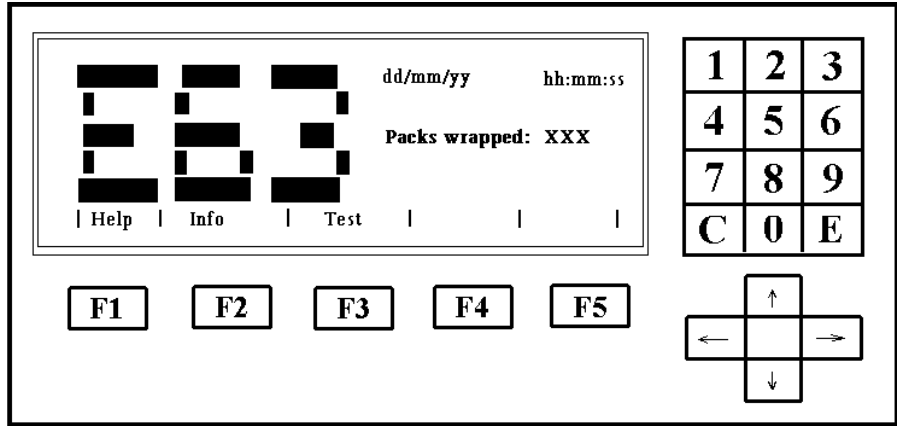 E63
dd/mm/yy hh:mm:ss
Packs wrapped: XXX
| Help | Info | Test | | |
F1 F2 F3 F4 F5
1 2 3
4 5 6
7 8 9
C 0 E
↑
← →
↓